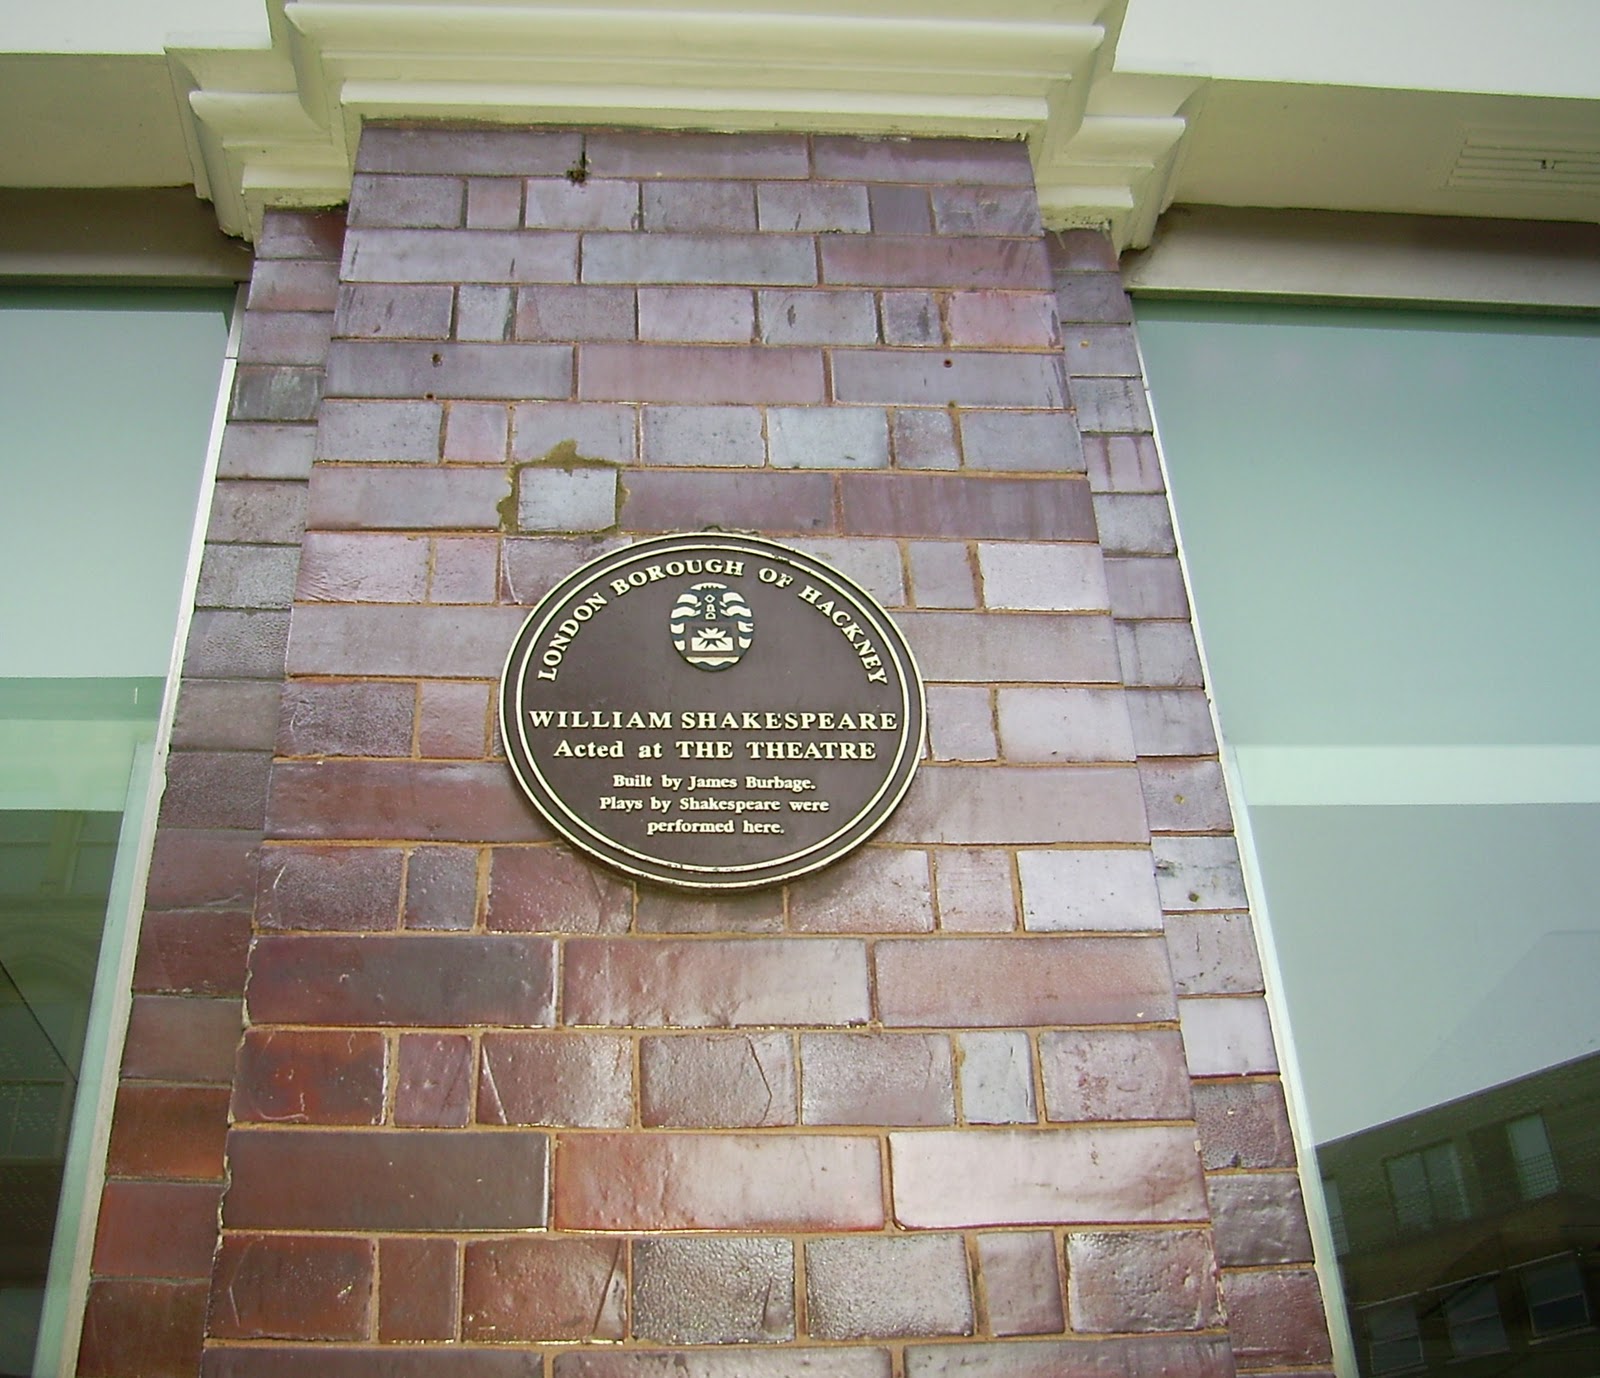 LONDON BOROUGH OF HACKNEY
WILLIAM SHAKESPEARE
Acted at THE THEATRE
Built by James Burbage.
Plays by Shakespeare were
performed here.